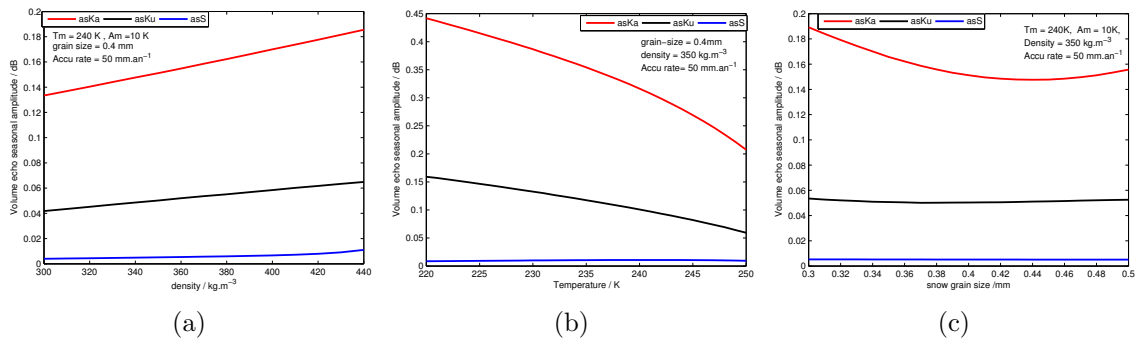 0.2
0.18
0.16
0.14
0.12
0.1
0.08
0.06
0.04
0.02
0
Volume echo seasonal amplitude / dB
asKa asKu asS
Tm = 240 K , Am =10 K
grain size = 0.4 mm
Accu rate = 50 mm.an⁻¹
300 320 340 360 380 400 420 440
density / kg.m⁻³
(a)
0.45
0.4
0.35
0.3
0.25
0.2
0.15
0.1
0.05
0
Volume echo seasonal amplitude / dB
asKa asKu asS
grain−size = 0.4mm
density = 350 kg.m⁻³
Accu rate= 50 mm.an⁻¹
220 225 230 235 240 245 250
Temperature / K
(b)
0.2
0.18
0.16
0.14
0.12
0.1
0.08
0.06
0.04
0.02
0
Volume echo seasonal amplitude / dB
asKa asKu asS
Tm = 240K, Am = 10K,
Density = 350 kg.m⁻³
Accu rate = 50 mm.an⁻¹
0.3 0.32 0.34 0.36 0.38 0.4 0.42 0.44 0.46 0.48 0.5
snow grain size /mm
(c)